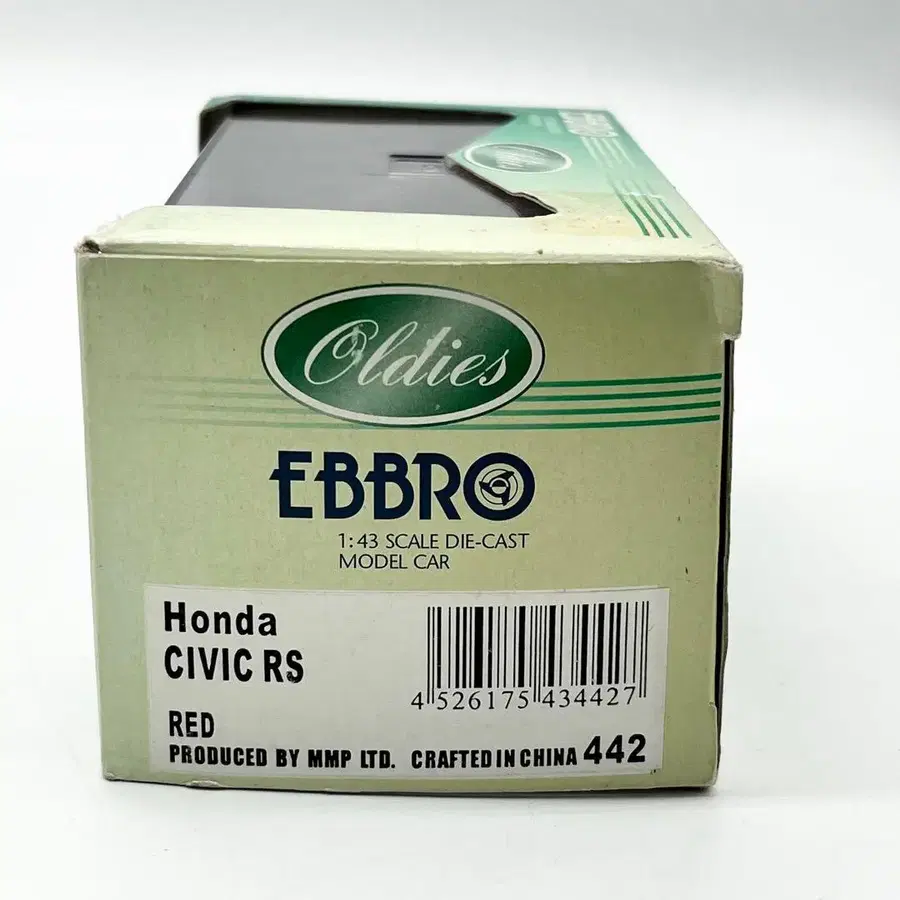 Oldies
EBBRO
1:43 SCALE DIE-CAST
MODEL CAR
Honda
CIVIC RS
4 526175 434427
RED
PRODUCED BY MMP LTD. CRAFTED IN CHINA 442